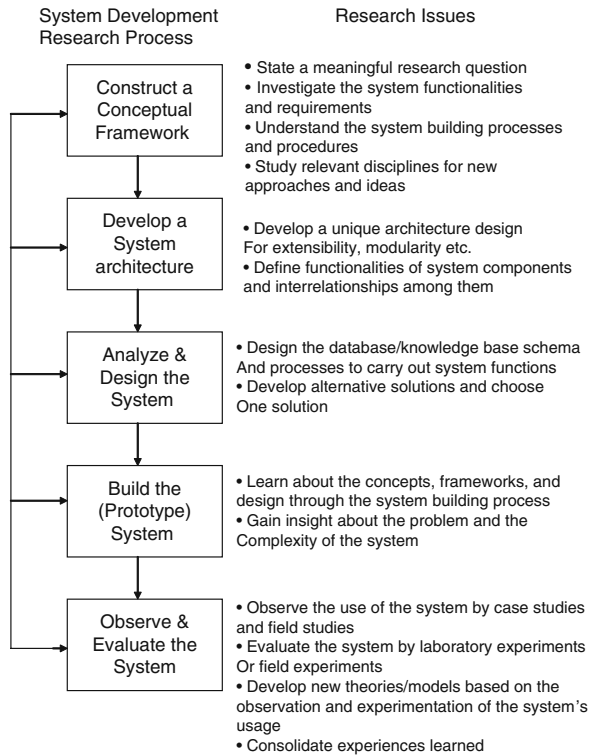 System Development
Research Process
Research Issues
Construct a
Conceptual
Framework
• State a meaningful research question
• Investigate the system functionalities
and requirements
• Understand the system building processes
and procedures
• Study relevant disciplines for new
approaches and ideas
Develop a
System
architecture
• Develop a unique architecture design
For extensibility, modularity etc.
• Define functionalities of system components
and interrelationships among them
Analyze &
Design the
System
• Design the database/knowledge base schema
And processes to carry out system functions
• Develop alternative solutions and choose
One solution
Build the
(Prototype)
System
• Learn about the concepts, frameworks, and
design through the system building process
• Gain insight about the problem and the
Complexity of the system
Observe &
Evaluate the
System
• Observe the use of the system by case studies
and field studies
• Evaluate the system by laboratory experiments
Or field experiments
• Develop new theories/models based on the
observation and experimentation of the system’s
usage
• Consolidate experiences learned